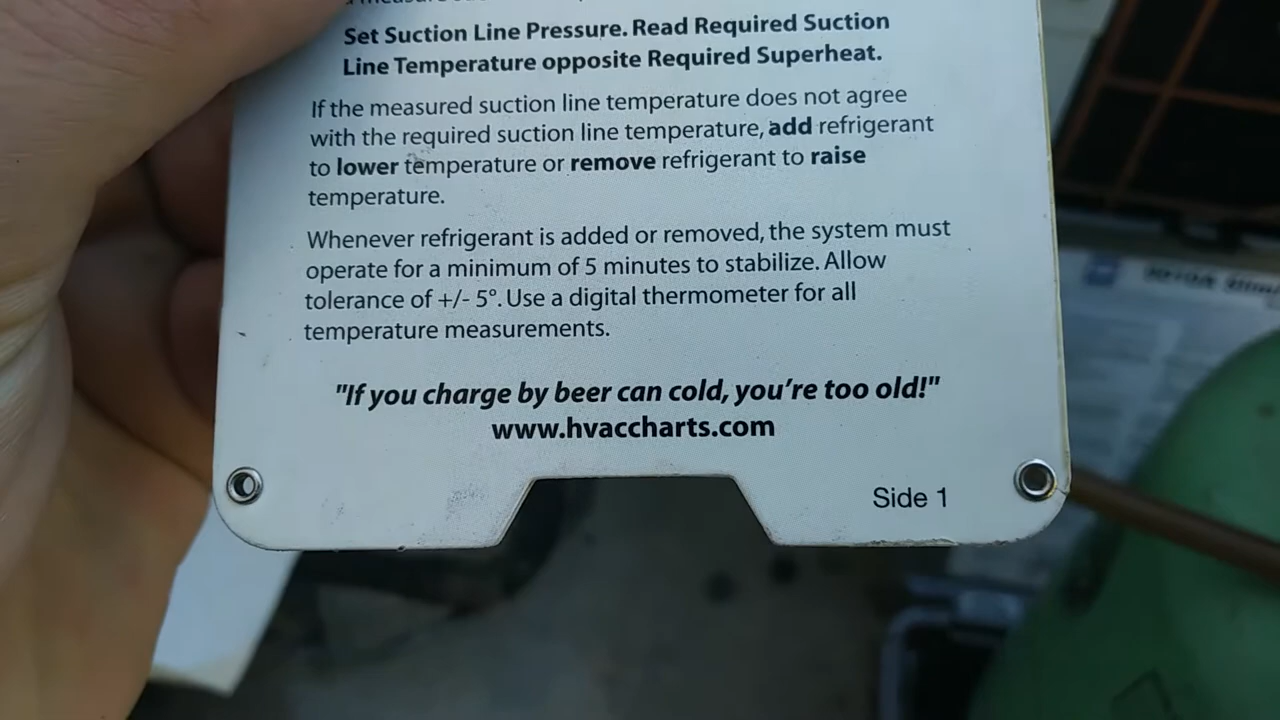 a measure
Set Suction Line Pressure. Read Required Suction
Line Temperature opposite Required Superheat.
If the measured suction line temperature does not agree
with the required suction line temperature, add refrigerant
to lower temperature or remove refrigerant to raise
temperature.
Whenever refrigerant is added or removed, the system must
operate for a minimum of 5 minutes to stabilize. Allow
tolerance of +/- 5°. Use a digital thermometer for all
temperature measurements.
"If you charge by beer can cold, you're too old!"
www.hvaccharts.com
Side 1